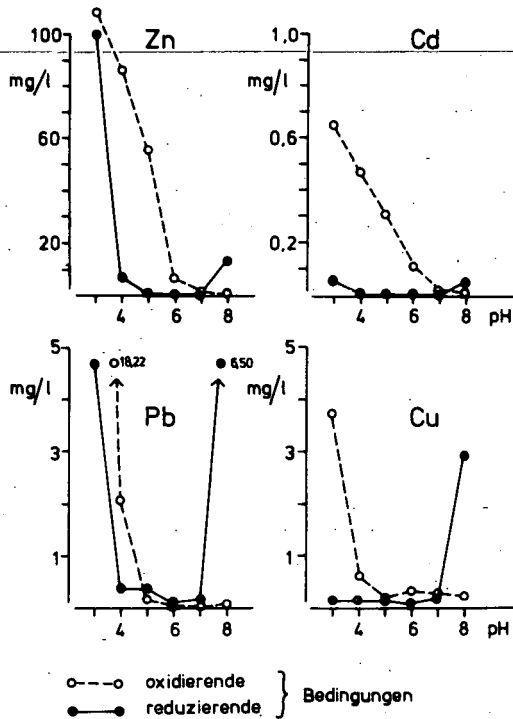 Zn
100
mg/l
60
20
4 6 8
Cd
1,0
mg/l
0,6
0,2
4 6 8 pH
Pb
5
mg/l
3
1
18,22
6,50
4 6 8
Cu
5
mg/l
3
1
4 6 8 pH
oxidierende
reduzierende
} Bedingungen